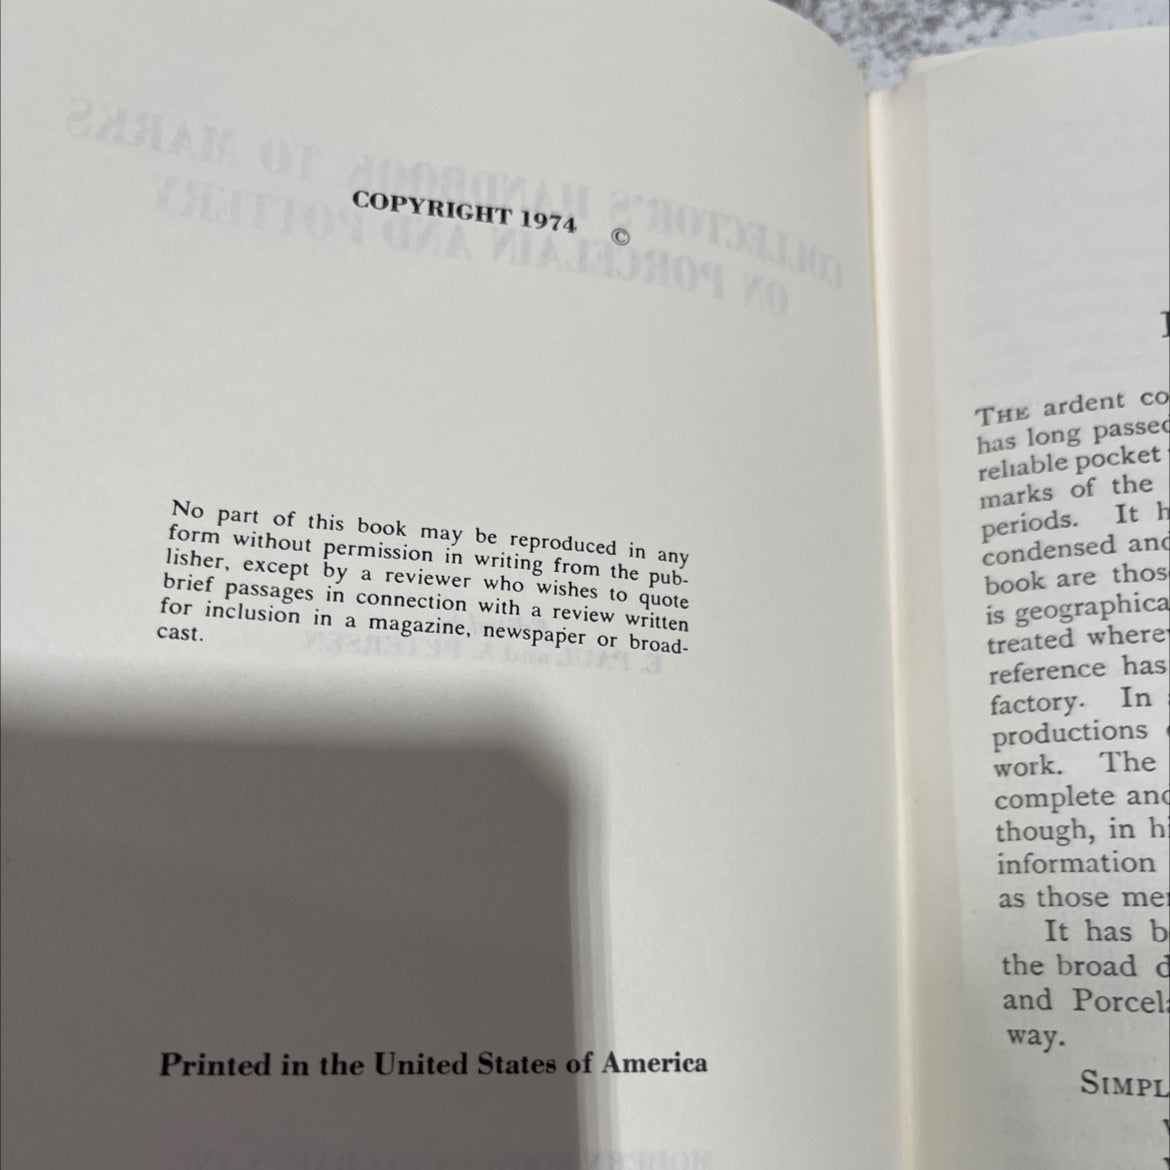 COPYRIGHT 1974 ©
No part of this book may be reproduced in any
form without permission in writing from the pub-
lisher, except by a reviewer who wishes to quote
brief passages in connection with a review written
for inclusion in a magazine, newspaper or broad-
cast.
Printed in the United States of America
THE ardent co
has long passed
reliable pocket
marks of the
periods. It h
condensed and
book are thos
is geographica
treated where
reference has
factory. In
productions
work. The
complete and
though, in hi
information
as those mer
It has b
the broad d
and Porcela
way.
SIMPL